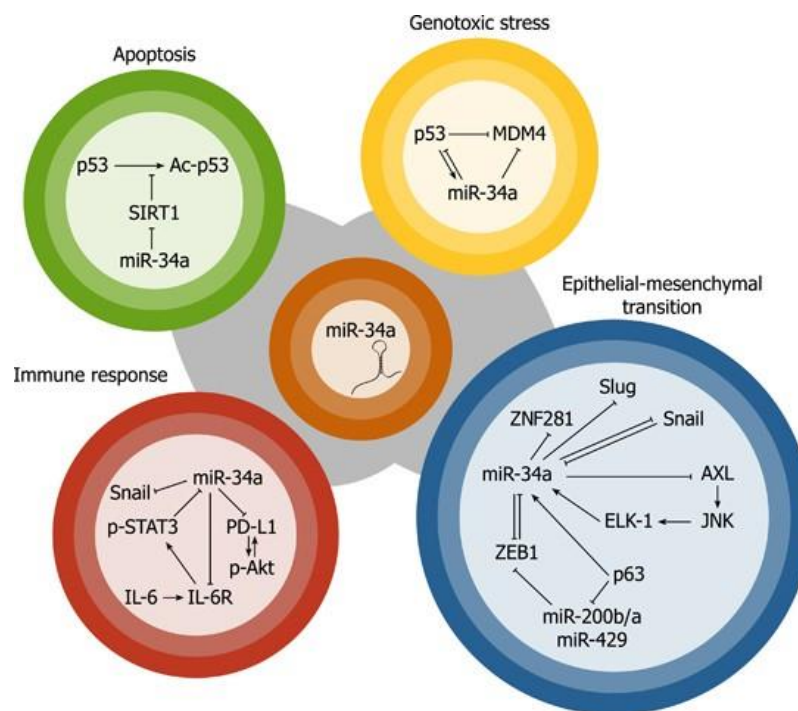 Genotoxic stress
Apoptosis
p53 MDM4
miR-34a
p53 Ac-p53
SIRT1
miR-34a
Epithelial-mesenchymal
transition
miR-34a
Immune response
Slug
ZNF281 Snail
miR-34a AXL
ELK-1 JNK
ZEB1
p63
miR-200b/a
miR-429
miR-34a
Snail
p-STAT3 PD-L1
p-Akt
IL-6 IL-6R